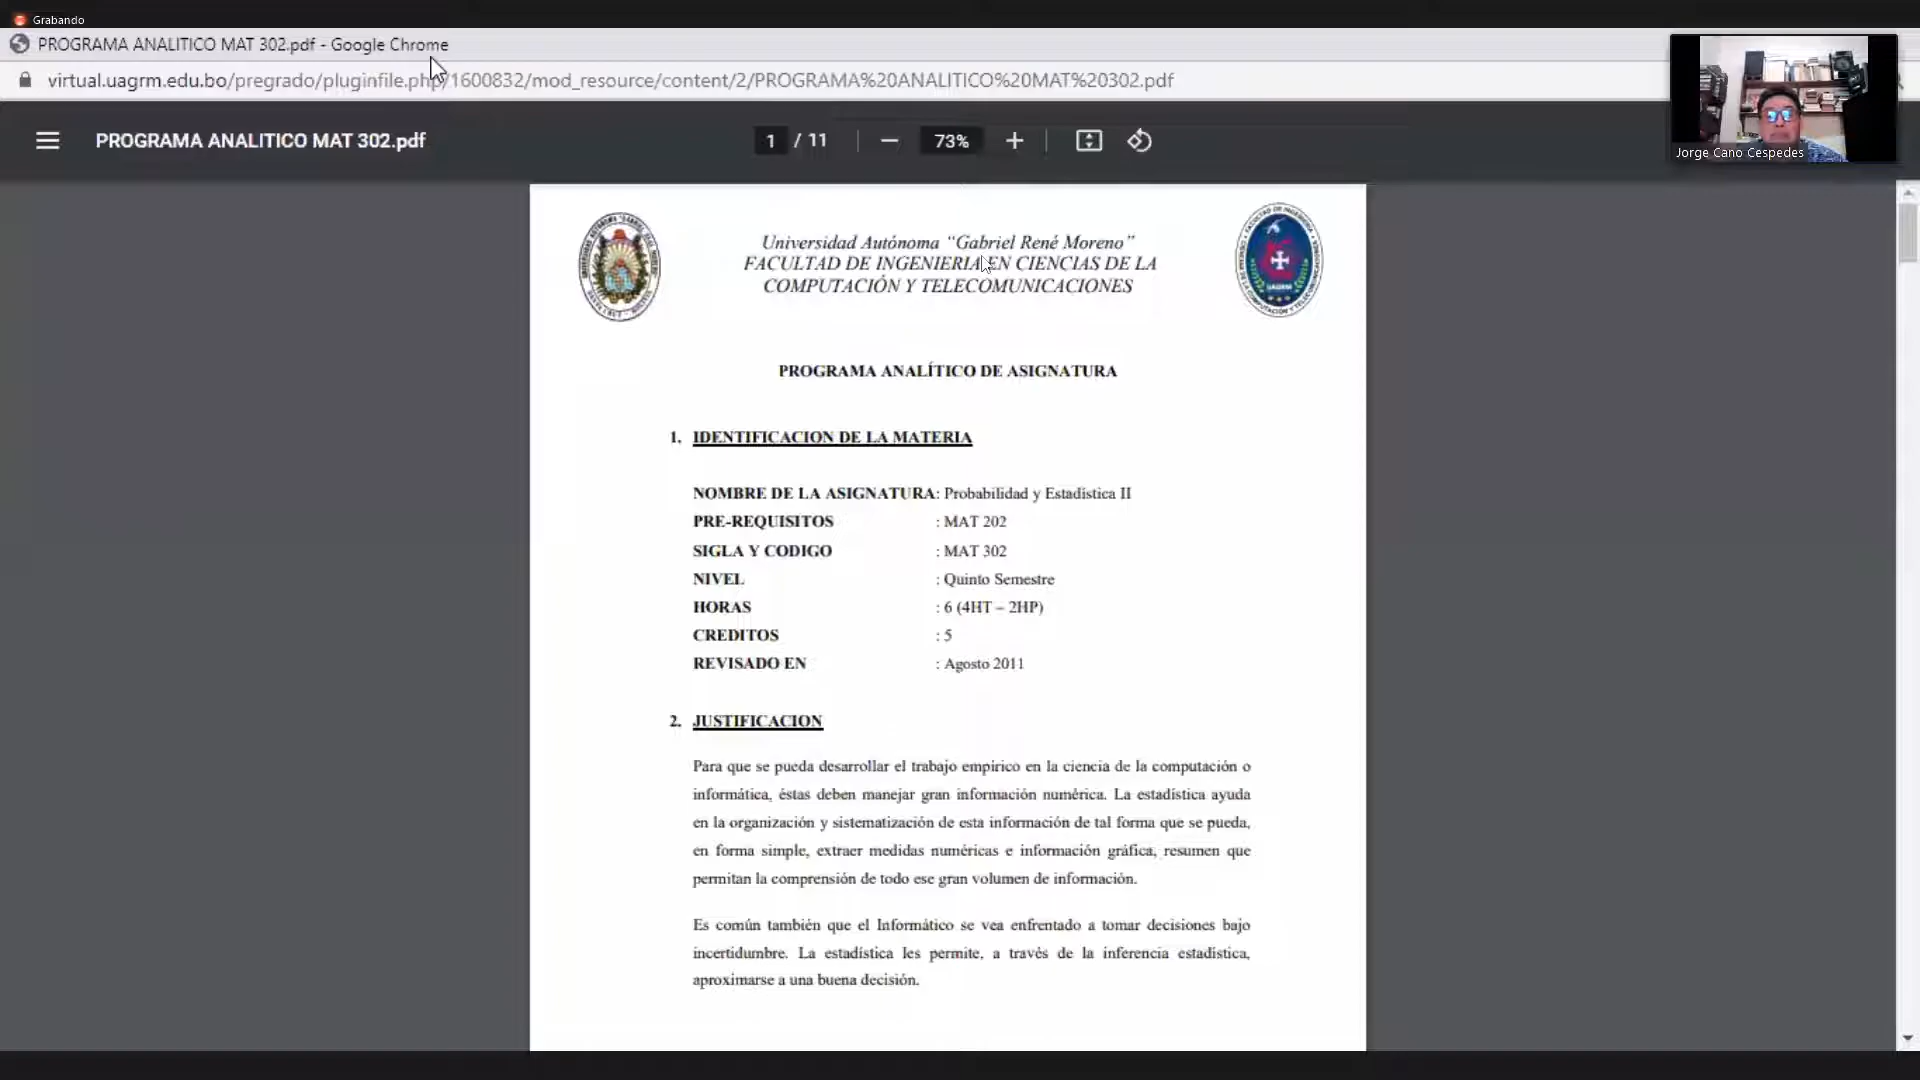 Grabando
PROGRAMA ANALITICO MAT 302.pdf - Google Chrome
virtual.uagrm.edu.bo/pregrado/pluginfile.php/1600832/mod_resource/content/2/PROGRAMA%20ANALITICO%20MAT%20302.pdf
Jorge Cano Cespedes
PROGRAMA ANALITICO MAT 302.pdf
1 / 11
73%
Universidad Autónoma “Gabriel René Moreno”
FACULTAD DE INGENIERIA EN CIENCIAS DE LA
COMPUTACIÓN Y TELECOMUNICACIONES
UAGRM
PROGRAMA ANALÍTICO DE ASIGNATURA
1. IDENTIFICACION DE LA MATERIA
NOMBRE DE LA ASIGNATURA: Probabilidad y Estadística II
PRE-REQUISITOS : MAT 202
SIGLA Y CODIGO : MAT 302
NIVEL : Quinto Semestre
HORAS : 6 (4HT – 2HP)
CREDITOS : 5
REVISADO EN : Agosto 2011
2. JUSTIFICACION
Para que se pueda desarrollar el trabajo empírico en la ciencia de la computación o
informática, éstas deben manejar gran información numérica. La estadística ayuda
en la organización y sistematización de esta información de tal forma que se pueda,
en forma simple, extraer medidas numéricas e información gráfica, resumen que
permitan la comprensión de todo ese gran volumen de información.
Es común también que el Informático se vea enfrentado a tomar decisiones bajo
incertidumbre. La estadística les permite, a través de la inferencia estadística,
aproximarse a una buena decisión.